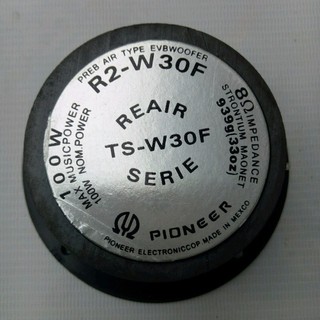 PREB AIR TYPE EVBWOOFER
R2-W30F
REAIR
TS-W30F
SERIE
100W
MAX MUSICPOWER
100W NOM.POWER
8Ω IMPEDANCE
STRONTIUM MAGNET
939g(33oz)
PIONEER
PIONEER ELECTRONICCOP MADE IN MEXCO